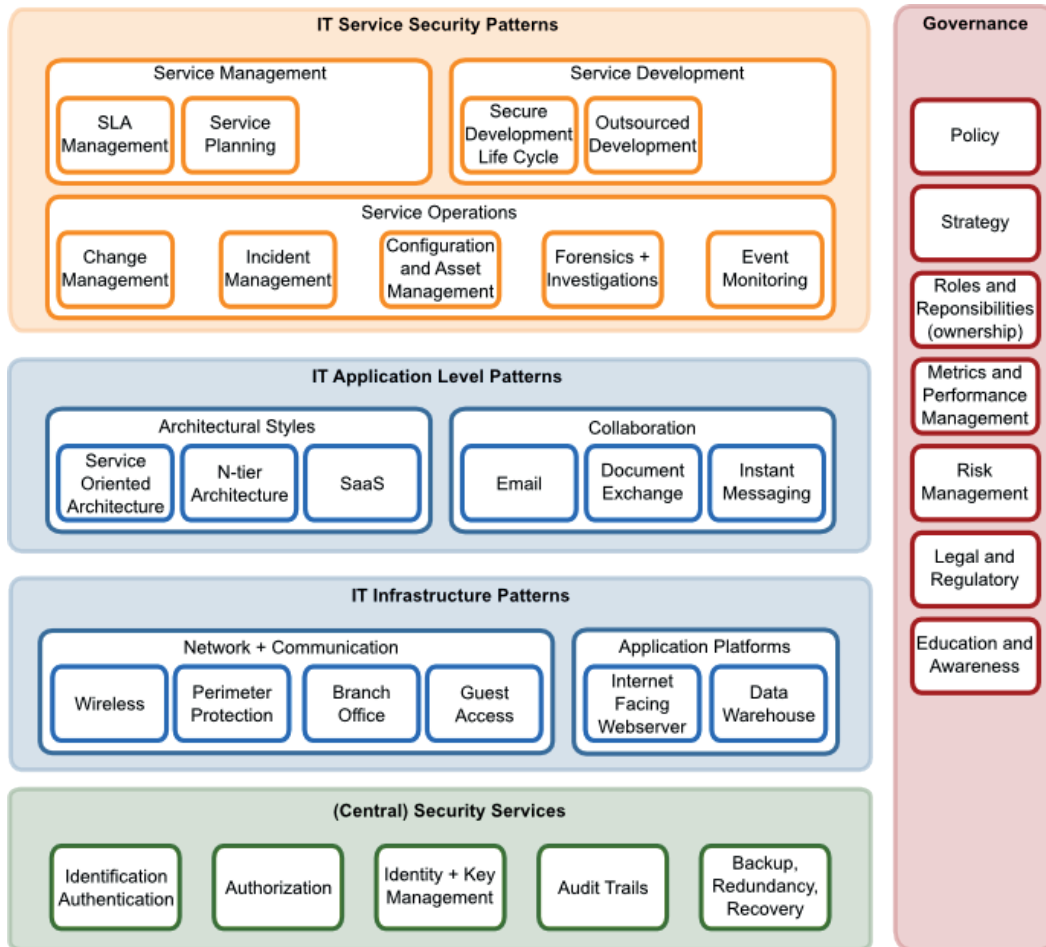 IT Service Security Patterns
Service Management
SLA
Management
Service
Planning
Service Development
Secure
Development
Life Cycle
Outsourced
Development
Service Operations
Change
Management
Incident
Management
Configuration
and Asset
Management
Forensics +
Investigations
Event
Monitoring
IT Application Level Patterns
Architectural Styles
Service
Oriented
Architecture
N-tier
Architecture
SaaS
Collaboration
Email
Document
Exchange
Instant
Messaging
IT Infrastructure Patterns
Network + Communication
Wireless
Perimeter
Protection
Branch
Office
Guest
Access
Application Platforms
Internet
Facing
Webserver
Data
Warehouse
(Central) Security Services
Identification
Authentication
Authorization
Identity + Key
Management
Audit Trails
Backup,
Redundancy,
Recovery
Governance
Policy
Strategy
Roles and
Reponsibilities
(ownership)
Metrics and
Performance
Management
Risk
Management
Legal and
Regulatory
Education and
Awareness